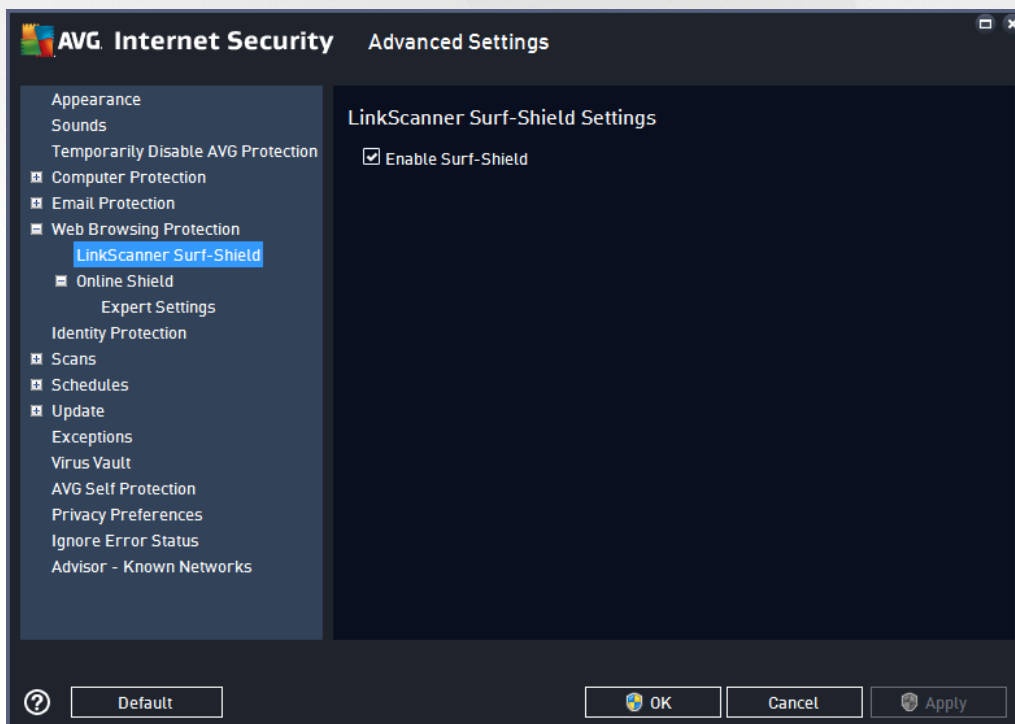 AVG. Internet Security Advanced Settings
Appearance
Sounds
Temporarily Disable AVG Protection
Computer Protection
Email Protection
Web Browsing Protection
LinkScanner Surf-Shield
Online Shield
Expert Settings
Identity Protection
Scans
Schedules
Update
Exceptions
Virus Vault
AVG Self Protection
Privacy Preferences
Ignore Error Status
Advisor - Known Networks
LinkScanner Surf-Shield Settings
Enable Surf-Shield
? Default OK Cancel Apply